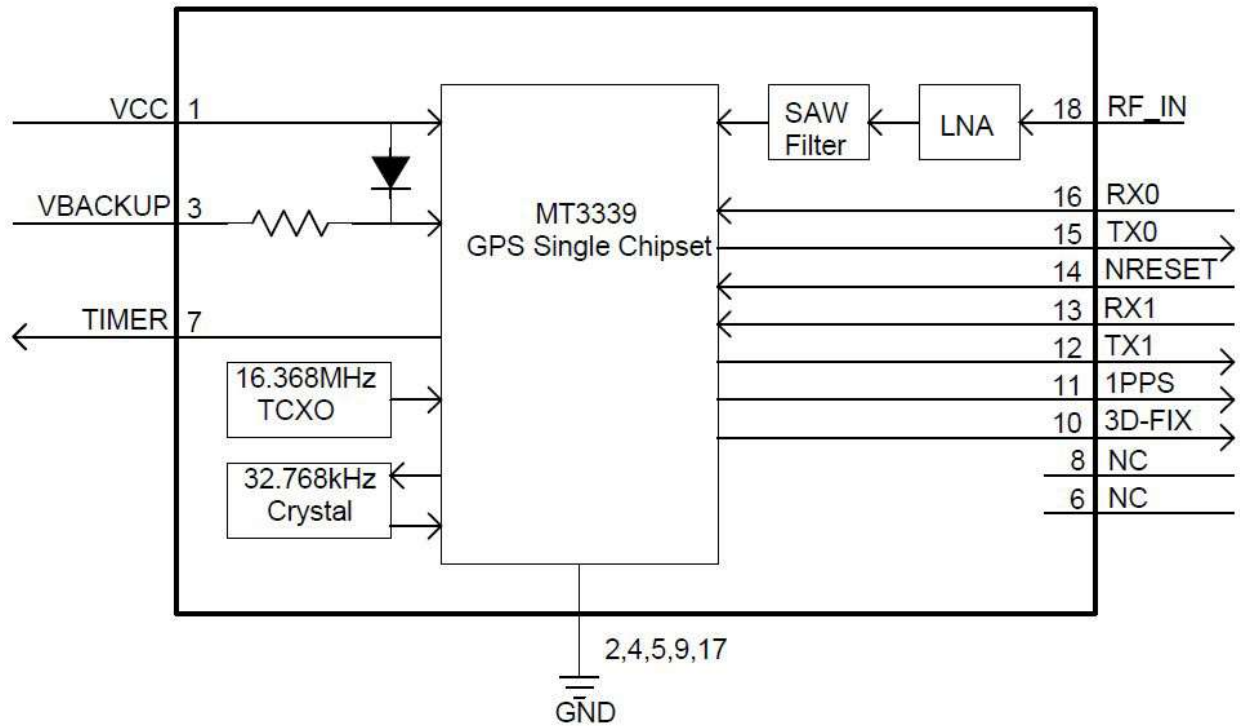 VCC 1
VBACKUP 3
TIMER 7
16.368MHz
TCXO
32.768kHz
Crystal
MT3339
GPS Single Chipset
SAW
Filter
LNA
18 RF_IN
16 RX0
15 TX0
14 NRESET
13 RX1
12 TX1
11 1PPS
10 3D-FIX
8 NC
6 NC
2,4,5,9,17
GND